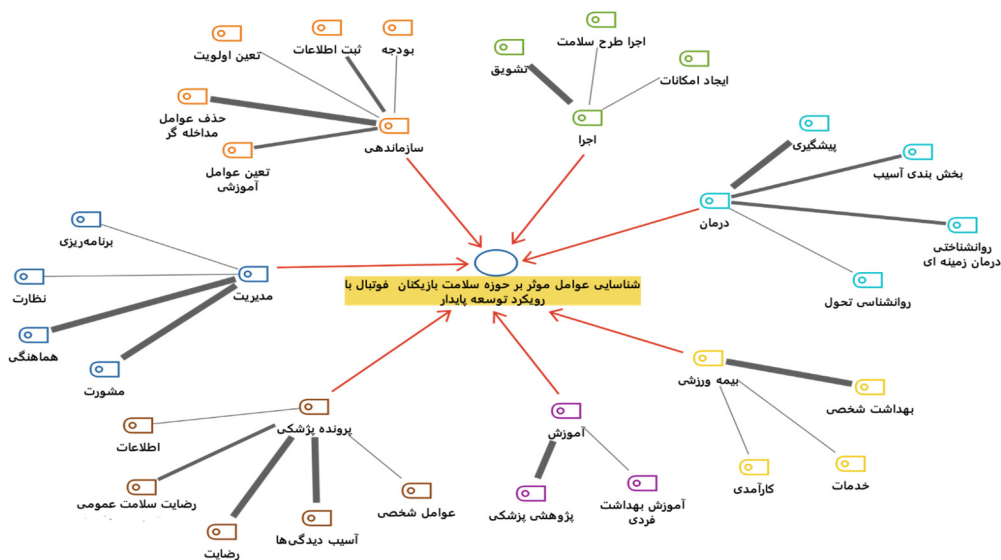 بودجه
ثبت اطلاعات
تعین اولویت
حذف عوامل
مداخله گر
تعین عوامل
آموزشی
سازماندهی
اجرا طرح سلامت
تشویق
ایجاد امکانات
اجرا
پیشگیری
بخش بندی آسیب
روانشناختی
درمان زمینه ای
روانشناسی تحول
درمان
برنامه‌ریزی
نظارت
هماهنگی
مشورت
مدیریت
شناسایی عوامل موثر بر حوزه سلامت بازیکنان فوتبال با
رویکرد توسعه پایدار
بیمه ورزشی
بهداشت شخصی
خدمات
کارآمدی
آموزش
آموزش بهداشت
فردی
پژوهشی پزشکی
پرونده پزشکی
اطلاعات
رضایت سلامت عمومی
رضایت
آسیب دیدگی‌ها
عوامل شخصی